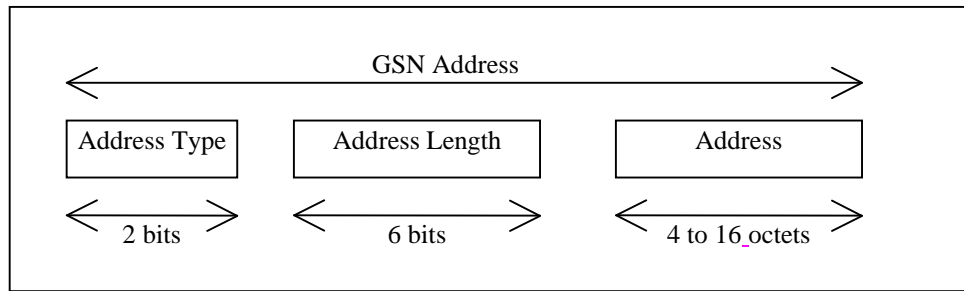 GSN Address
Address Type Address Length Address
2 bits 6 bits 4 to 16 octets